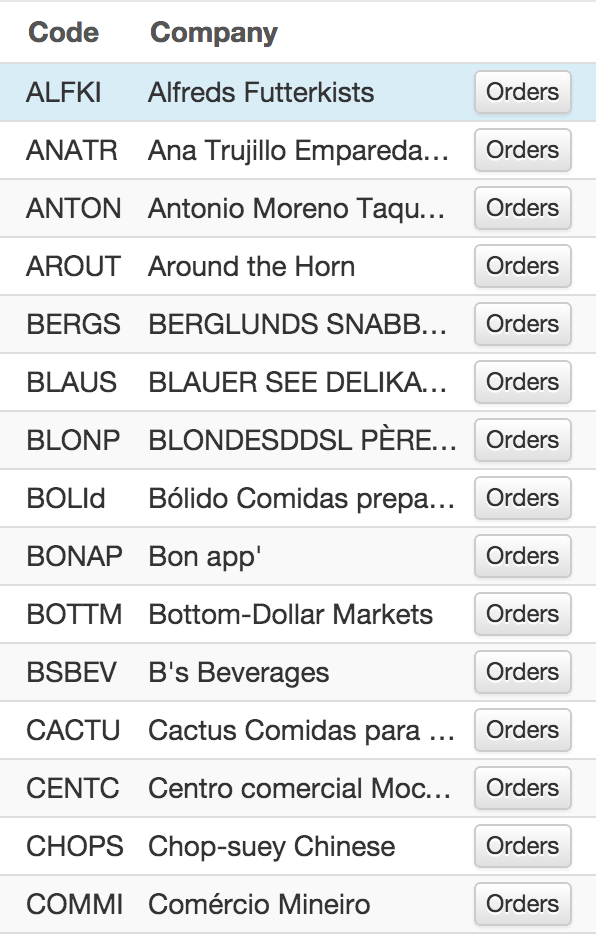 Code Company
ALFKI Alfreds Futterkists Orders
ANATR Ana Trujillo Empareda... Orders
ANTON Antonio Moreno Taqu... Orders
AROUT Around the Horn Orders
BERGS BERGLUNDS SNABB... Orders
BLAUS BLAUER SEE DELIKA... Orders
BLONP BLONDESDDSL PÈRE... Orders
BOLId Bólido Comidas prepa... Orders
BONAP Bon app' Orders
BOTTM Bottom-Dollar Markets Orders
BSBEV B's Beverages Orders
CACTU Cactus Comidas para ... Orders
CENTC Centro comercial Moc... Orders
CHOPS Chop-suey Chinese Orders
COMMI Comércio Mineiro Orders